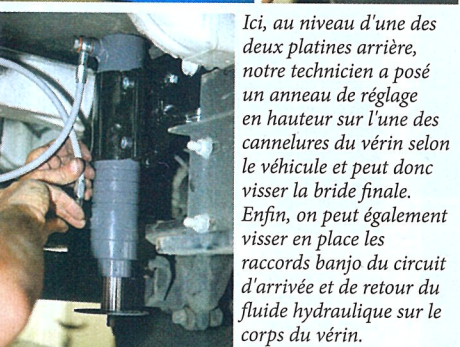 Ici, au niveau d'une des
deux platines arrière,
notre technicien a posé
un anneau de réglage
en hauteur sur l'une des
cannelures du vérin selon
le véhicule et peut donc
visser la bride finale.
Enfin, on peut également
visser en place les
raccords banjo du circuit
d'arrivée et de retour du
fluide hydraulique sur le
corps du vérin.